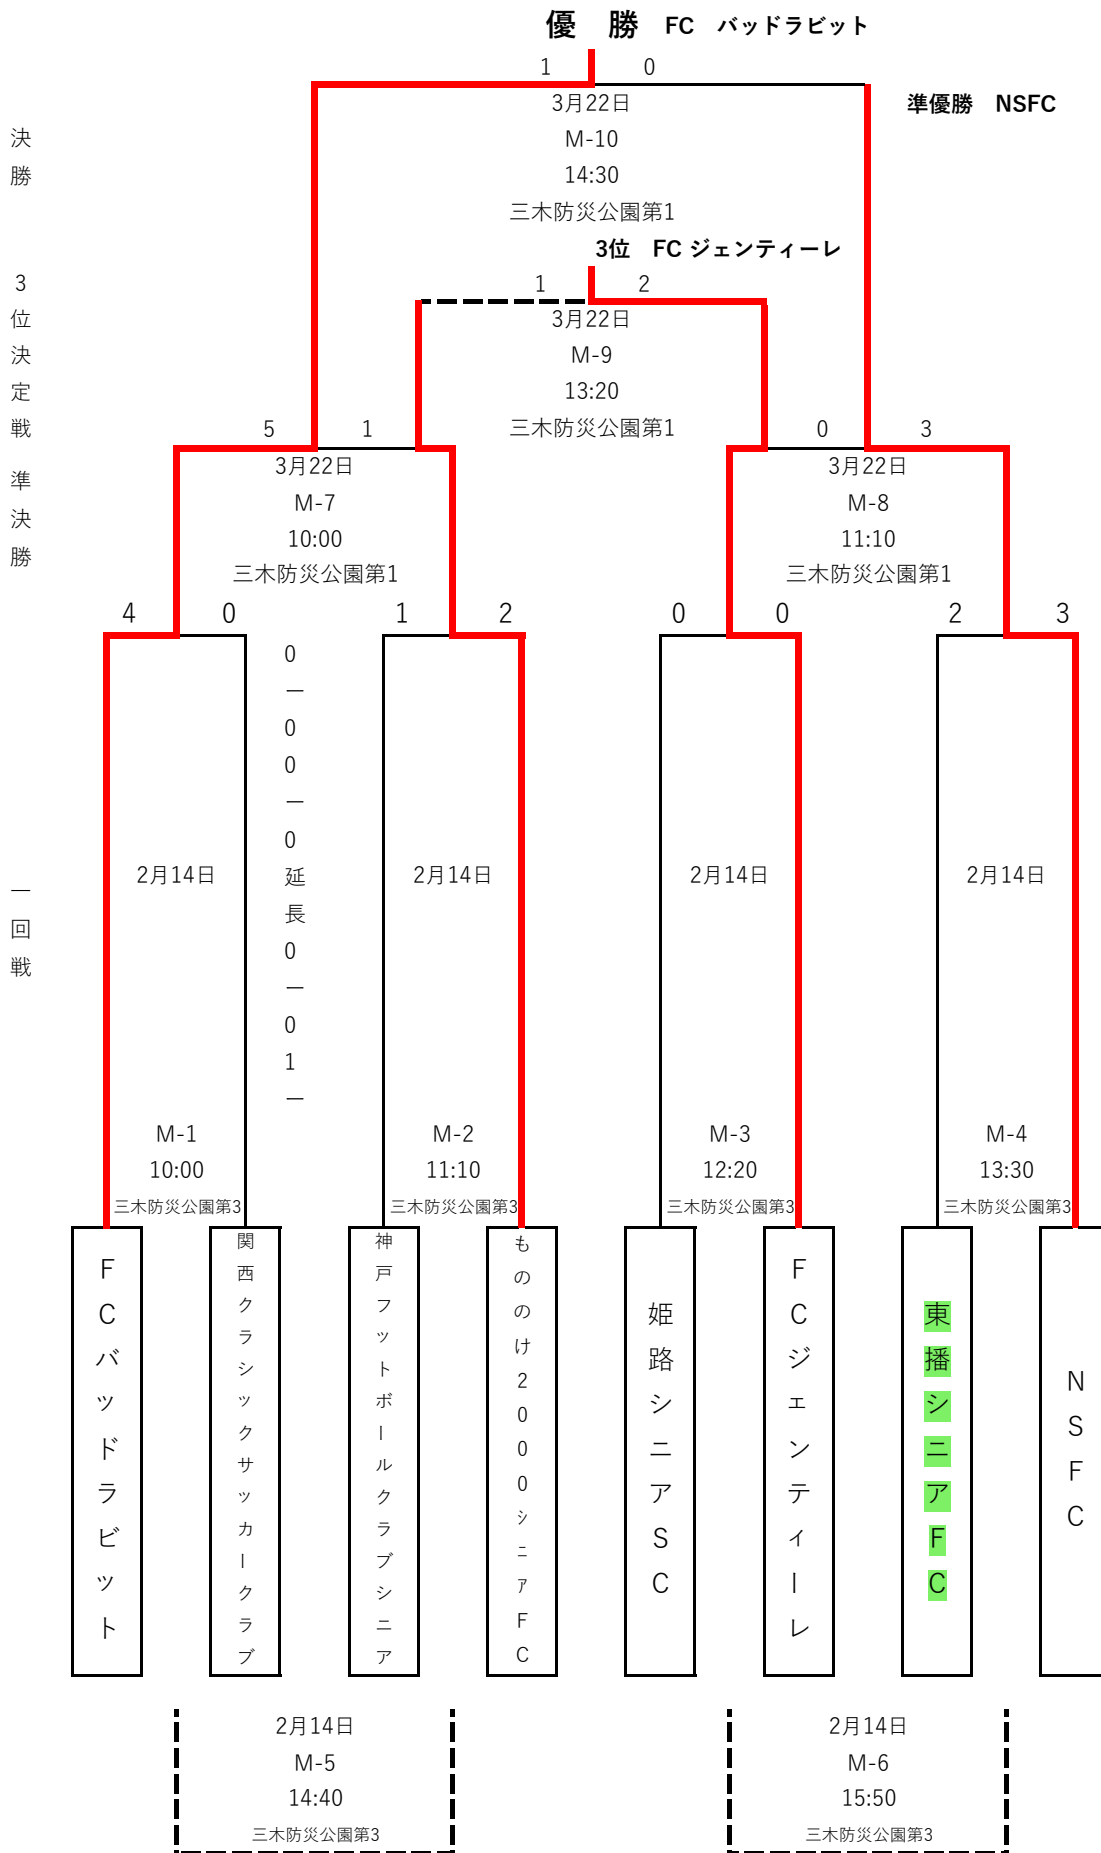 優　勝 FC　バッドラビット
1 0
3月22日
準優勝　NSFC
決勝
M-10
14:30
三木防災公園第1
3位　FC ジェンティーレ
3位決定戦
1 2
3月22日
M-9
13:20
三木防災公園第1
準決勝
5 1
3月22日
M-7
10:00
三木防災公園第1
0 3
3月22日
M-8
11:10
三木防災公園第1
一回戦
4 0
1 2
0 0
2 3
0ー00ー0延長0ー01ー
2月14日
2月14日
2月14日
2月14日
M-1
10:00
三木防災公園第3
M-2
11:10
三木防災公園第3
M-3
12:20
三木防災公園第3
M-4
13:30
三木防災公園第3
FCバッドラビット
関西クラシックサッカークラブ
神戸フットボールクラブシニア
もののけ2000シニアFC
姫路シニアSC
FCジェンティーレ
東播シニアFC
NSFC
2月14日
M-5
14:40
三木防災公園第3
2月14日
M-6
15:50
三木防災公園第3